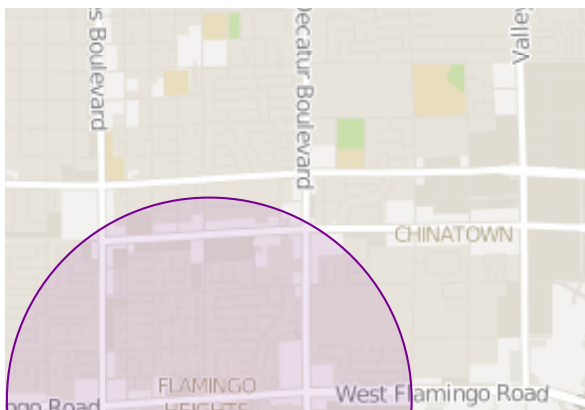 s Boulevard
Decatur Boulevard
Valley
CHINATOWN
FLAMINGO
HEIGHTS
West Flamingo Road
ngo Road